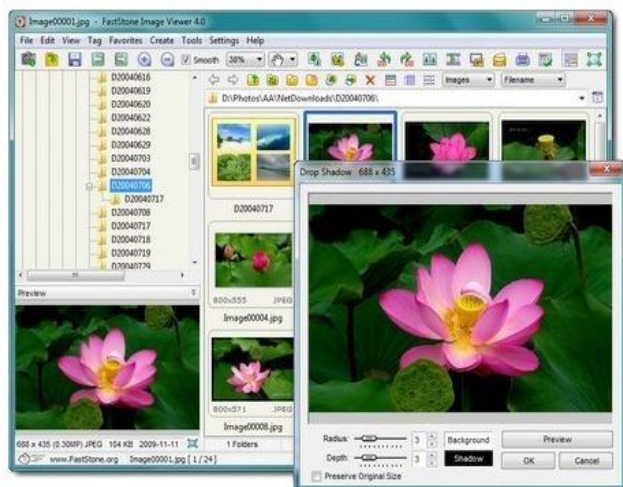 Image00001.jpg - FastStone Image Viewer 4.0
File Edit View Tag Favorites Create Tools Settings Help
Smooth 38% Images Filename
D:\Photos\AA\NetDownloads\D20040706\
D20040616
D20040619
D20040620
D20040622
D20040628
D20040629
D20040703
D20040704
D20040706
D20040717
D20040708
D20040717
D20040718
D20040719
D20040729
D20040717
800x555 JPEG
Image00004.jpg
800x571 JPEG
Image00008.jpg
Preview
688 x 435 (0.30MP) JPEG 104 KB 2009-11-11
1 Folders
www.FastStone.org Image00001.jpg [ 1 / 24 ]
Drop Shadow 688 x 435
Radius: 3 Background Preview
Depth: 3 Shadow OK Cancel
Preserve Original Size